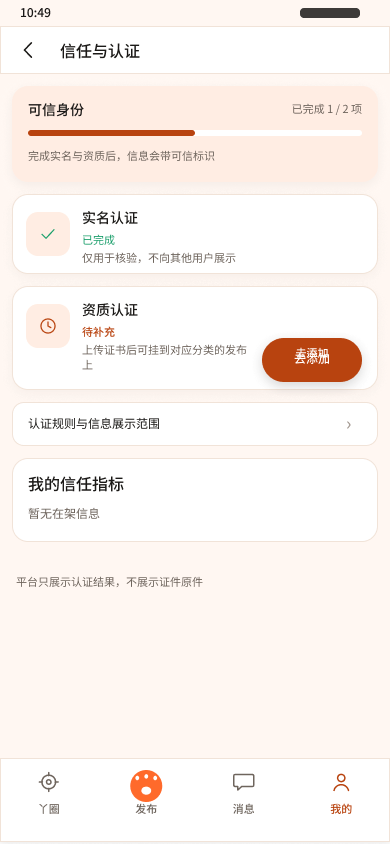 10:49
信任与认证
可信身份
已完成 1 / 2 项
完成实名与资质后，信息会带可信标识
实名认证
已完成
仅用于核验，不向其他用户展示
资质认证
待补充
上传证书后可挂到对应分类的发布
上
去添加
认证规则与信息展示范围
我的信任指标
暂无在架信息
平台只展示认证结果，不展示证件原件
丫圈
发布
消息
我的